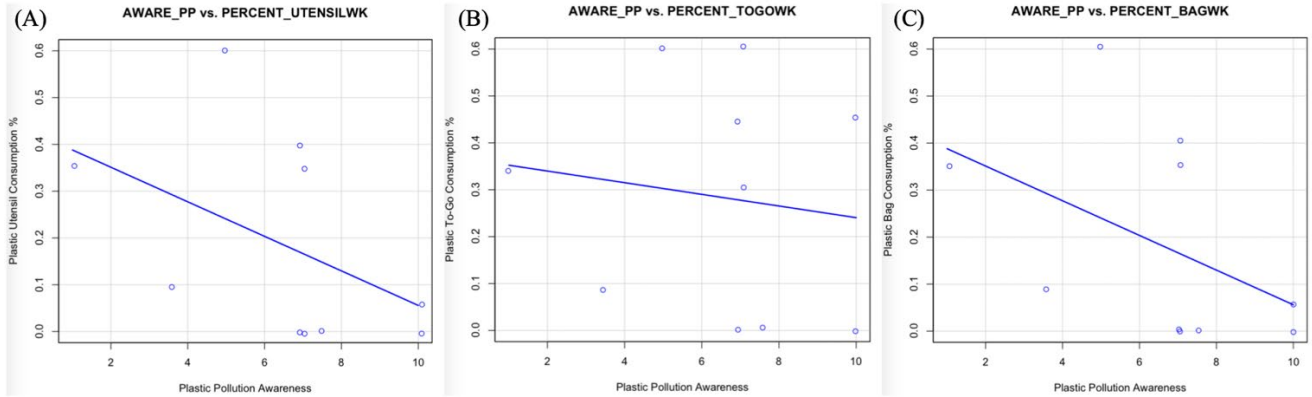 (A)
AWARE_PP vs. PERCENT_UTENSILWK
Plastic Utensil Consumption %
0.6
0.5
0.4
0.3
0.2
0.1
0.0
2 4 6 8 10
Plastic Pollution Awareness
(B)
AWARE_PP vs. PERCENT_TOGOWK
Plastic To-Go Consumption %
0.6
0.5
0.4
0.3
0.2
0.1
0.0
2 4 6 8 10
Plastic Pollution Awareness
(C)
AWARE_PP vs. PERCENT_BAGWK
Plastic Bag Consumption %
0.6
0.5
0.4
0.3
0.2
0.1
0.0
2 4 6 8 10
Plastic Pollution Awareness